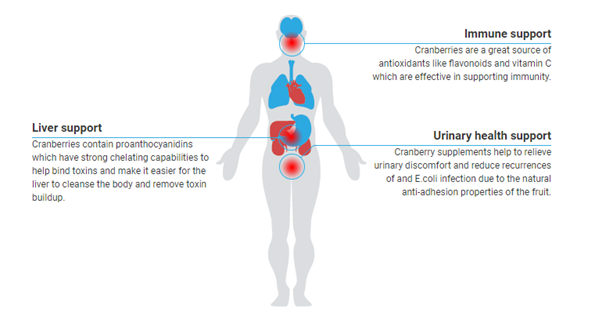 Immune support
Cranberries are a great source of
antioxidants like flavonoids and vitamin C
which are effective in supporting immunity.
Liver support
Cranberries contain proanthocyanidins
which have strong chelating capabilities to
help bind toxins and make it easier for the
liver to cleanse the body and remove toxin
buildup.
Urinary health support
Cranberry supplements help to relieve
urinary discomfort and reduce recurrences
of and E.coli infection due to the natural
anti-adhesion properties of the fruit.